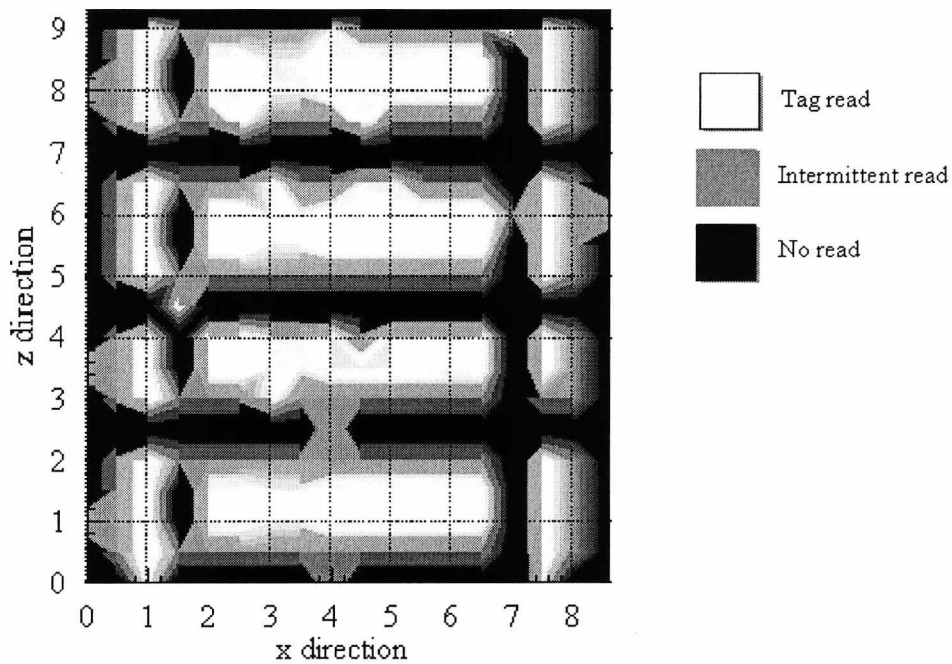 9
8
7
6
5
4
3
2
1
0
z direction
0 1 2 3 4 5 6 7 8
x direction
Tag read
Intermittent read
No read